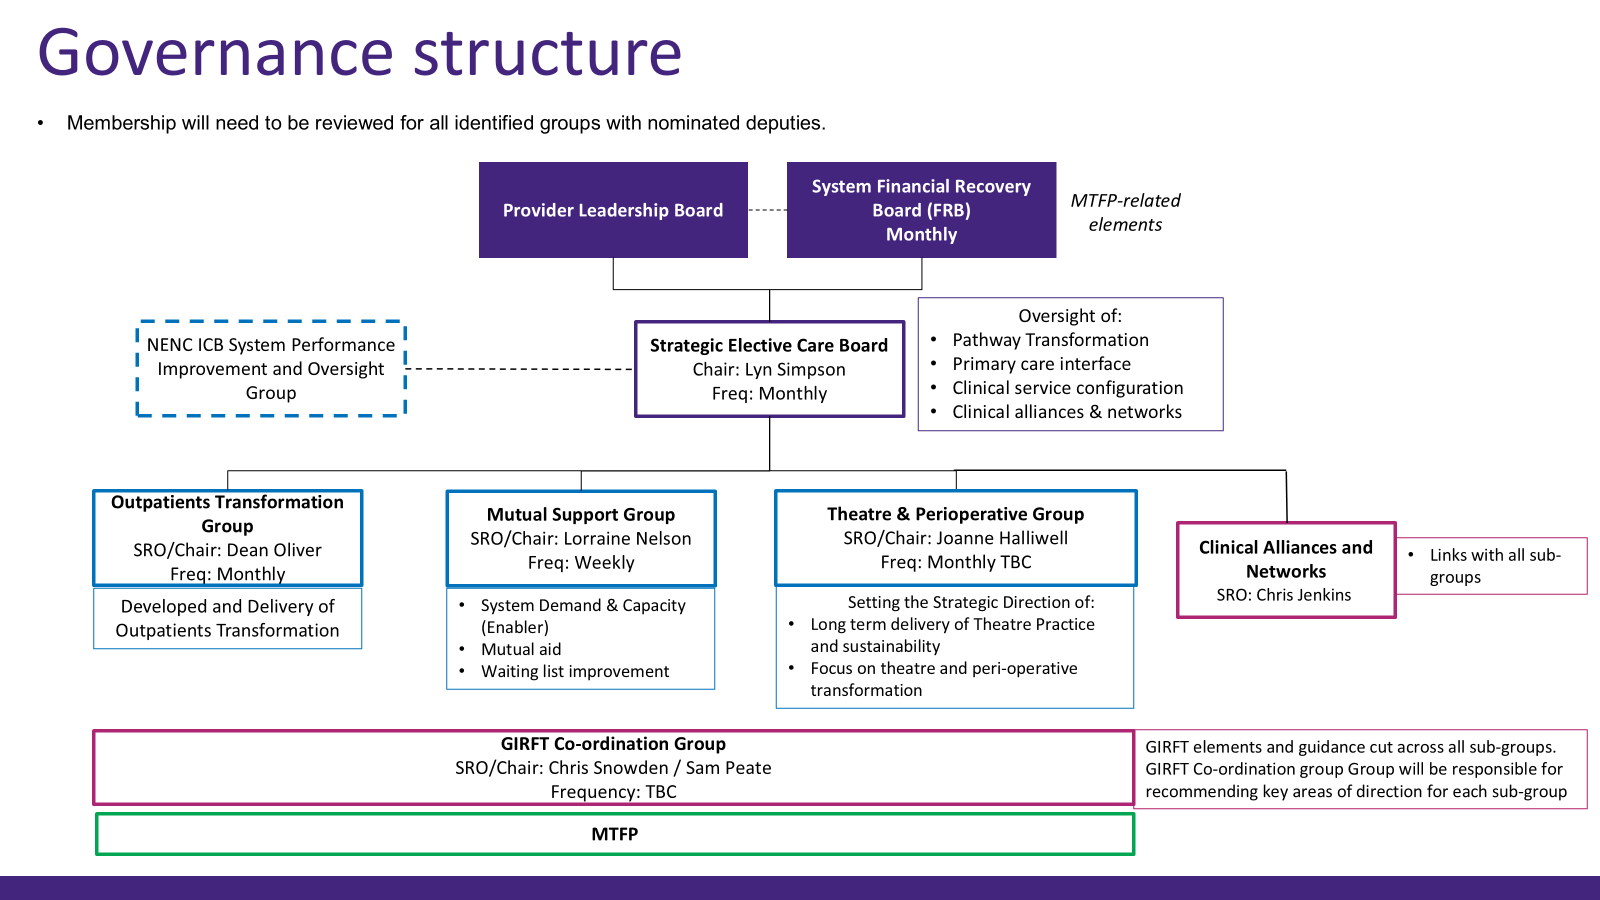 Governance structure
• Membership will need to be reviewed for all identified groups with nominated deputies.
Provider Leadership Board
System Financial Recovery
Board (FRB)
Monthly
MTFP-related
elements
NENC ICB System Performance
Improvement and Oversight
Group
Strategic Elective Care Board
Chair: Lyn Simpson
Freq: Monthly
Oversight of:
• Pathway Transformation
• Primary care interface
• Clinical service configuration
• Clinical alliances & networks
Outpatients Transformation
Group
SRO/Chair: Dean Oliver
Freq: Monthly
Developed and Delivery of
Outpatients Transformation
Mutual Support Group
SRO/Chair: Lorraine Nelson
Freq: Weekly
• System Demand & Capacity
(Enabler)
• Mutual aid
• Waiting list improvement
Theatre & Perioperative Group
SRO/Chair: Joanne Halliwell
Freq: Monthly TBC
Setting the Strategic Direction of:
• Long term delivery of Theatre Practice
and sustainability
• Focus on theatre and peri-operative
transformation
Clinical Alliances and
Networks
SRO: Chris Jenkins
• Links with all sub-
groups
GIRFT Co-ordination Group
SRO/Chair: Chris Snowden / Sam Peate
Frequency: TBC
GIRFT elements and guidance cut across all sub-groups.
GIRFT Co-ordination group Group will be responsible for
recommending key areas of direction for each sub-group
MTFP